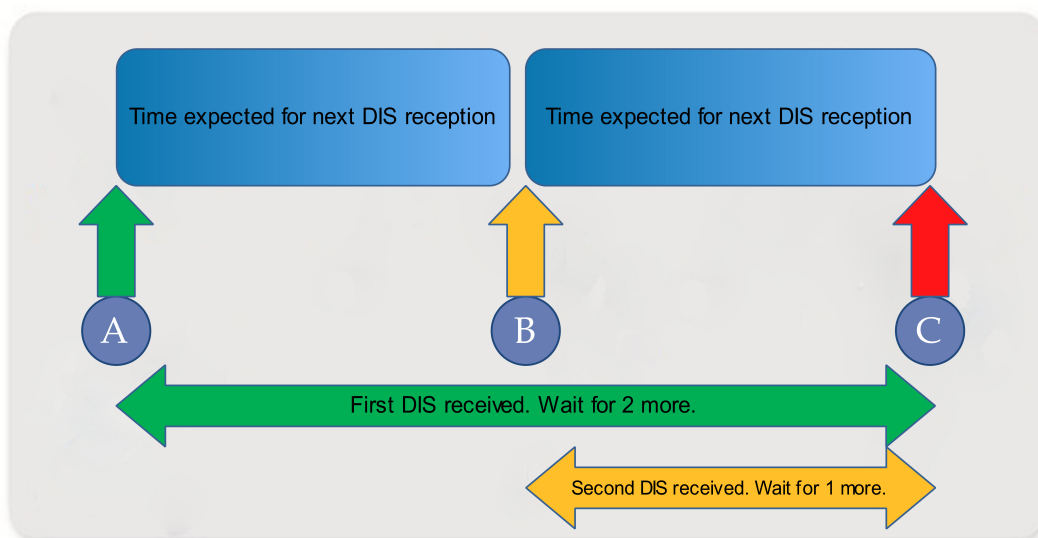 Time expected for next DIS reception
Time expected for next DIS reception
A
B
C
First DIS received. Wait for 2 more.
Second DIS received. Wait for 1 more.